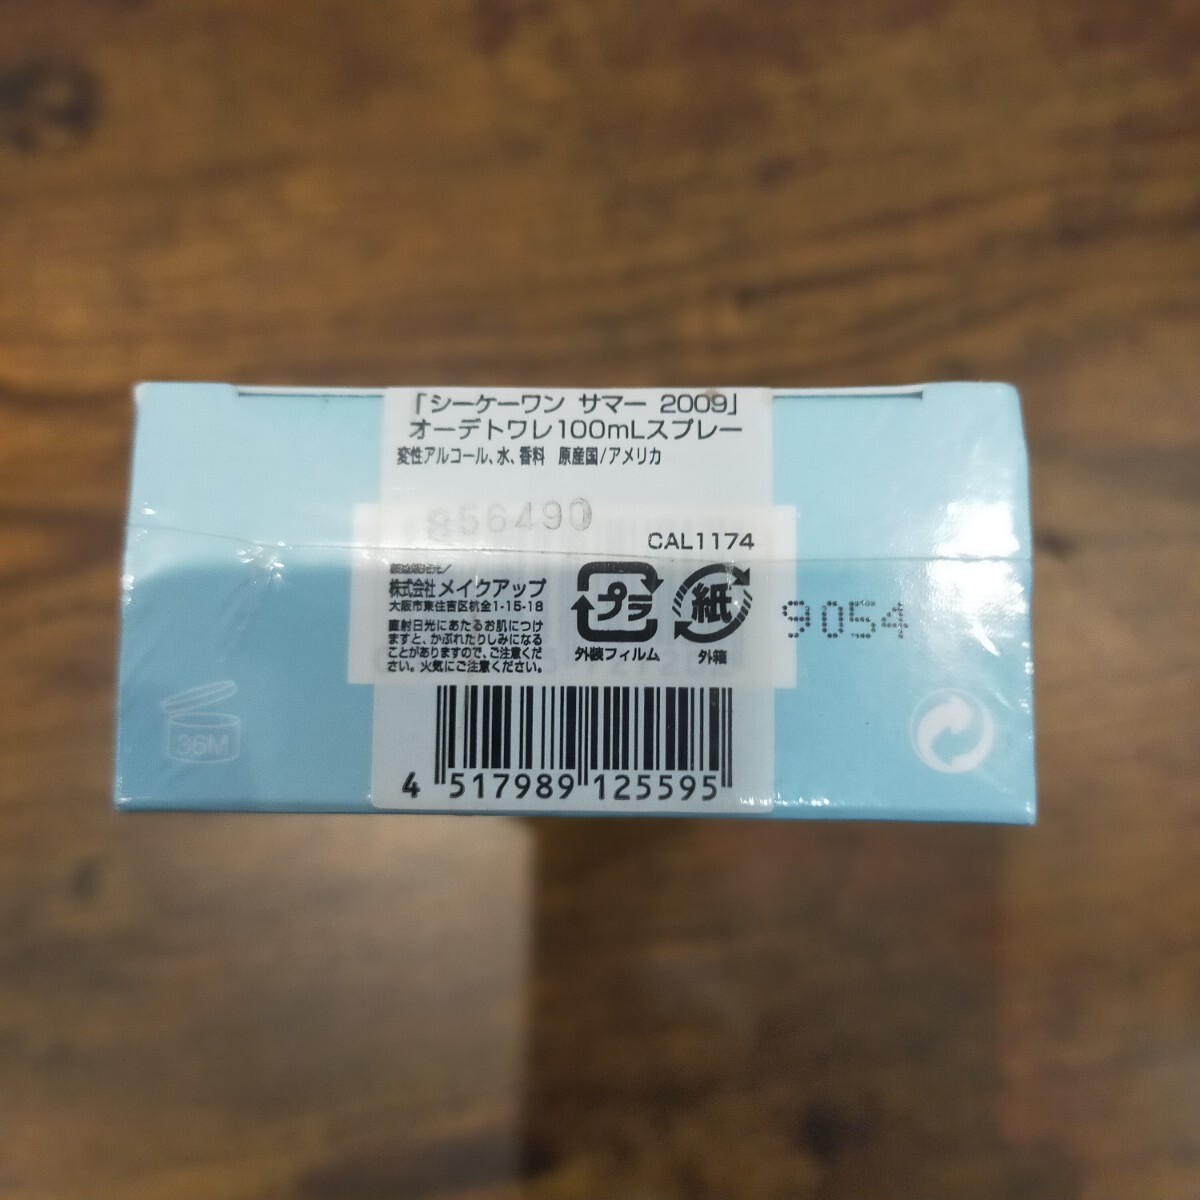 「シーケーワン サマー 2009」
オーデトワレ100mLスプレー
変性アルコール、水、香料 原産国/アメリカ
856490
CAL1174
株式会社 メイクアップ
大阪市東住吉区杭全1-15-18
直射日光にあたるお肌につけ
ますと、かぶれたりしみになる
ことがありますので、ご注意くだ
さい。火気にご注意ください。
プラ
外装フィルム
紙
外箱
9054
36M
4 517989 125595